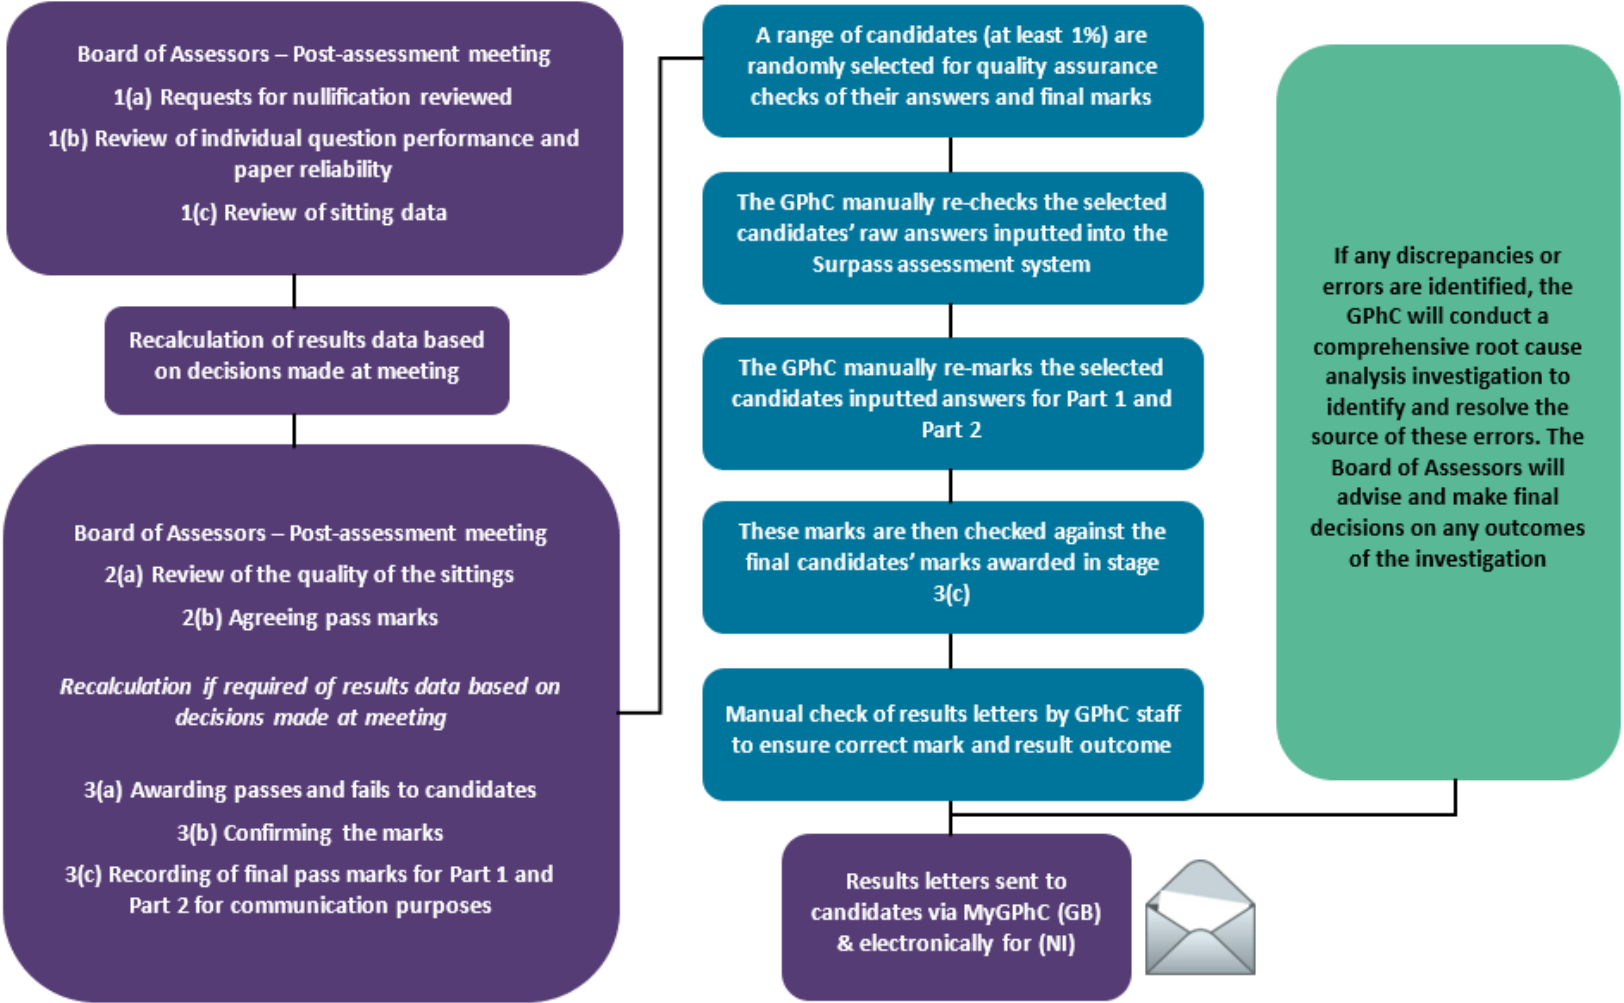 Board of Assessors – Post-assessment meeting
1(a) Requests for nullification reviewed
1(b) Review of individual question performance and
paper reliability
1(c) Review of sitting data
Recalculation of results data based
on decisions made at meeting
Board of Assessors – Post-assessment meeting
2(a) Review of the quality of the sittings
2(b) Agreeing pass marks
Recalculation if required of results data based on
decisions made at meeting
3(a) Awarding passes and fails to candidates
3(b) Confirming the marks
3(c) Recording of final pass marks for Part 1 and
Part 2 for communication purposes
A range of candidates (at least 1%) are
randomly selected for quality assurance
checks of their answers and final marks
The GPhC manually re-checks the selected
candidates’ raw answers inputted into the
Surpass assessment system
The GPhC manually re-marks the selected
candidates inputted answers for Part 1 and
Part 2
These marks are then checked against the
final candidates’ marks awarded in stage
3(c)
Manual check of results letters by GPhC staff
to ensure correct mark and result outcome
Results letters sent to
candidates via MyGPhC (GB)
& electronically for (NI)
If any discrepancies or
errors are identified, the
GPhC will conduct a
comprehensive root cause
analysis investigation to
identify and resolve the
source of these errors. The
Board of Assessors will
advise and make final
decisions on any outcomes
of the investigation